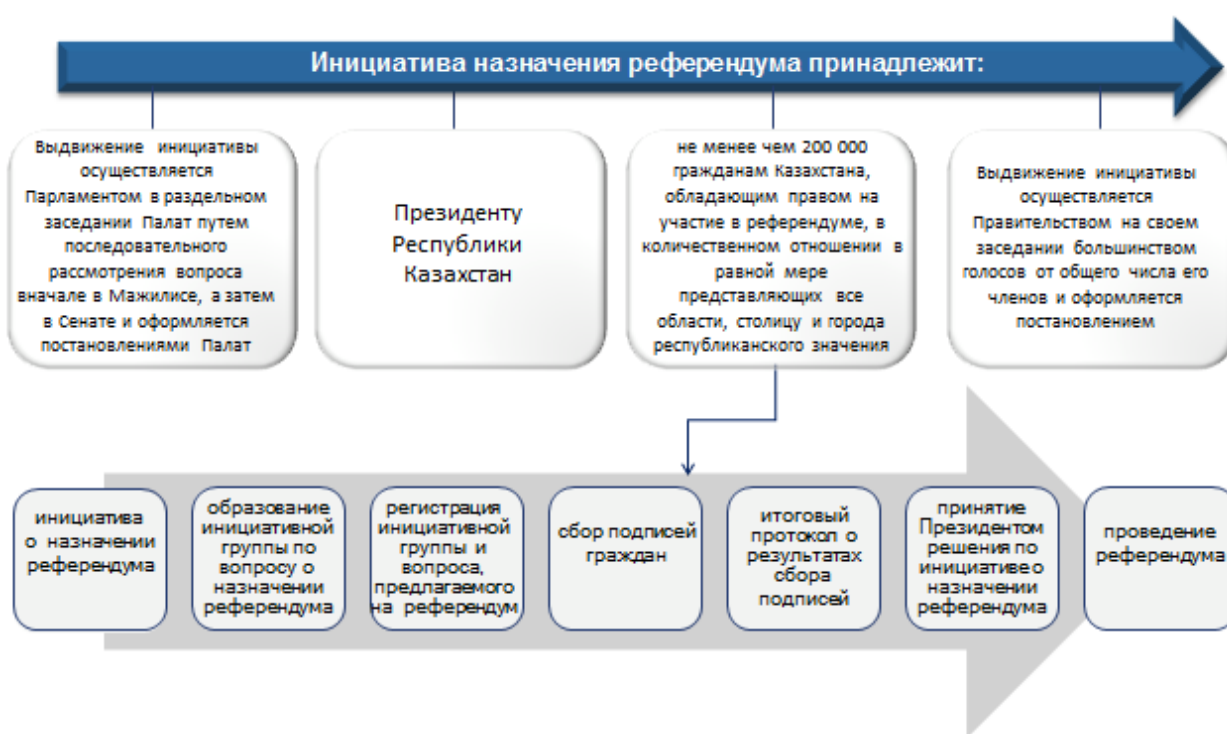 Инициатива назначения референдума принадлежит:
Выдвижение инициативы
осуществляется
Парламентом в раздельном
заседании Палат путем
последовательного
рассмотрения вопроса
вначале в Мажилисе, а затем
в Сенате и оформляется
постановлениями Палат
Президенту
Республики
Казахстан
не менее чем 200 000
гражданам Казахстана,
обладающим правом на
участие в референдуме, в
количественном отношении в
равной мере
представляющих все
области, столицу и города
республиканского значения
Выдвижение инициативы
осуществляется
Правительством на своем
заседании большинством
голосов от общего числа его
членов и оформляется
постановлением
инициатива
о назначении
референдума
образование
инициативной
группы по
вопросу о
назначении
референдума
регистрация
инициативной
группы и
вопроса,
предлагаемого
на референдум
сбор подписей
граждан
итоговый
протокол о
результатах
сбора
подписей
принятие
Президентом
решения по
инициативе о
назначении
референдума
проведение
референдума